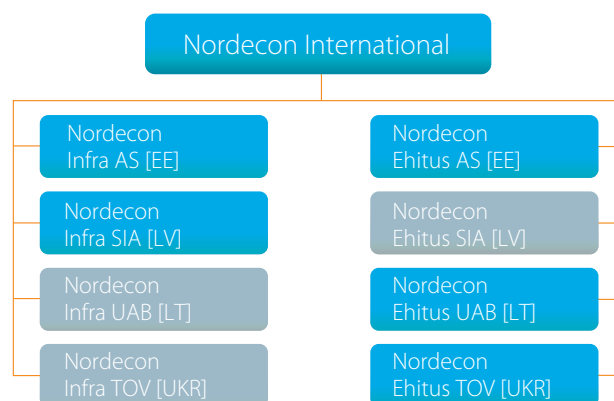 Nordecon International
Nordecon
Infra AS [EE]
Nordecon
Infra SIA [LV]
Nordecon
Infra UAB [LT]
Nordecon
Infra TOV [UKR]
Nordecon
Ehitus AS [EE]
Nordecon
Ehitus SIA [LV]
Nordecon
Ehitus UAB [LT]
Nordecon
Ehitus TOV [UKR]